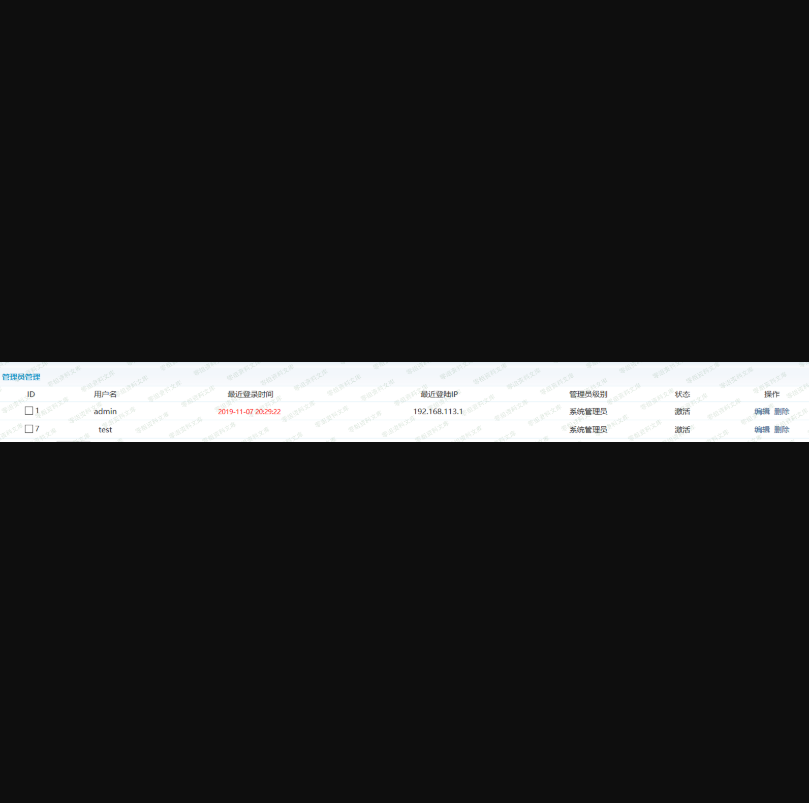 管理员管理
ID 用户名 最近登录时间 最近登陆IP 管理员级别 状态 操作
1 admin 2019-11-07 20:29:22 192.168.113.1 系统管理员 激活 编辑 删除
7 test 系统管理员 激活 编辑 删除